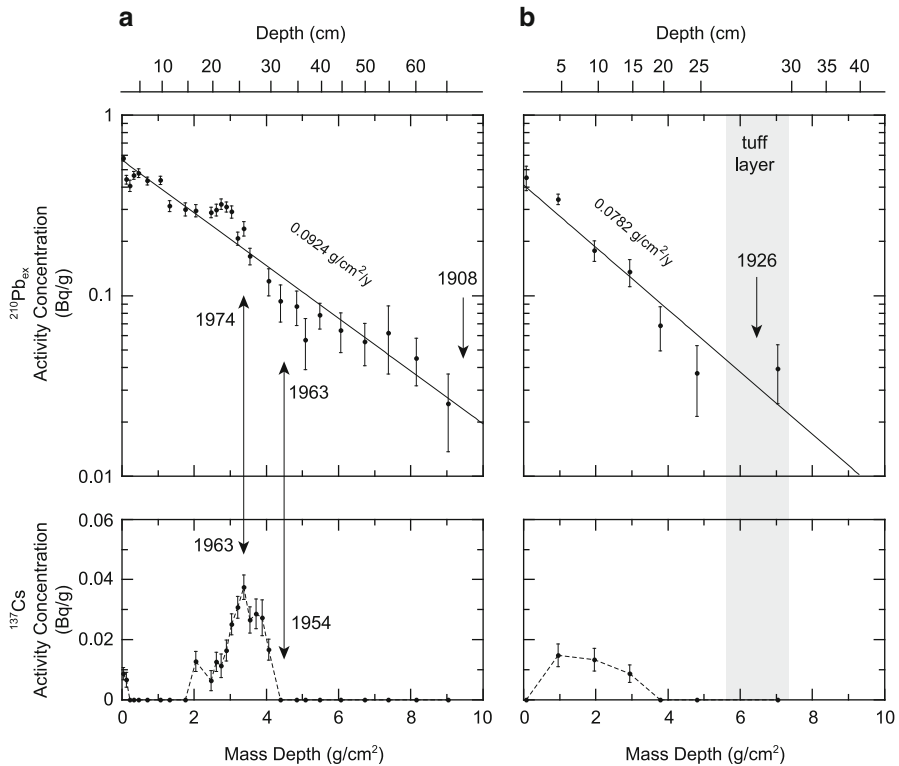 a
Depth (cm)
10 20 30 40 50 60
1
0.1
0.01
210Pbex
Activity Concentration
(Bq/g)
0.0924 g/cm2/y
1974
1963
1908
0.06
0.04
0.02
0
137Cs
Activity Concentration
(Bq/g)
1963
1954
0 2 4 6 8 10
Mass Depth (g/cm2)
b
Depth (cm)
5 10 15 20 25 30 35 40
tuff
layer
0.0782 g/cm2/y
1926
0 2 4 6 8 10
Mass Depth (g/cm2)